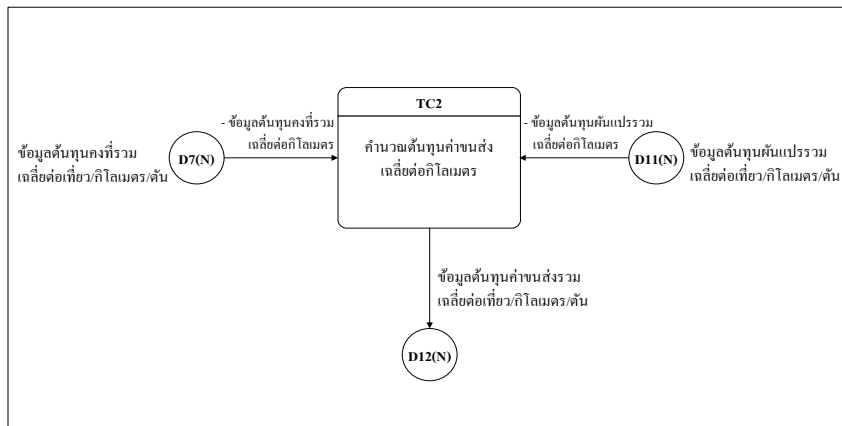 TC2
- ข้อมูลต้นทุนคงที่รวม
เฉลี่ยต่อกิโลเมตร
- ข้อมูลต้นทุนผันแปรรวม
เฉลี่ยต่อกิโลเมตร
ข้อมูลต้นทุนคงที่รวม
เฉลี่ยต่อเที่ยว/กิโลเมตร/ตัน
D7(N)
คำนวณต้นทุนค่าขนส่ง
เฉลี่ยต่อกิโลเมตร
D11(N)
ข้อมูลต้นทุนผันแปรรวม
เฉลี่ยต่อเที่ยว/กิโลเมตร/ตัน
ข้อมูลต้นทุนค่าขนส่งรวม
เฉลี่ยต่อเที่ยว/กิโลเมตร/ตัน
D12(N)